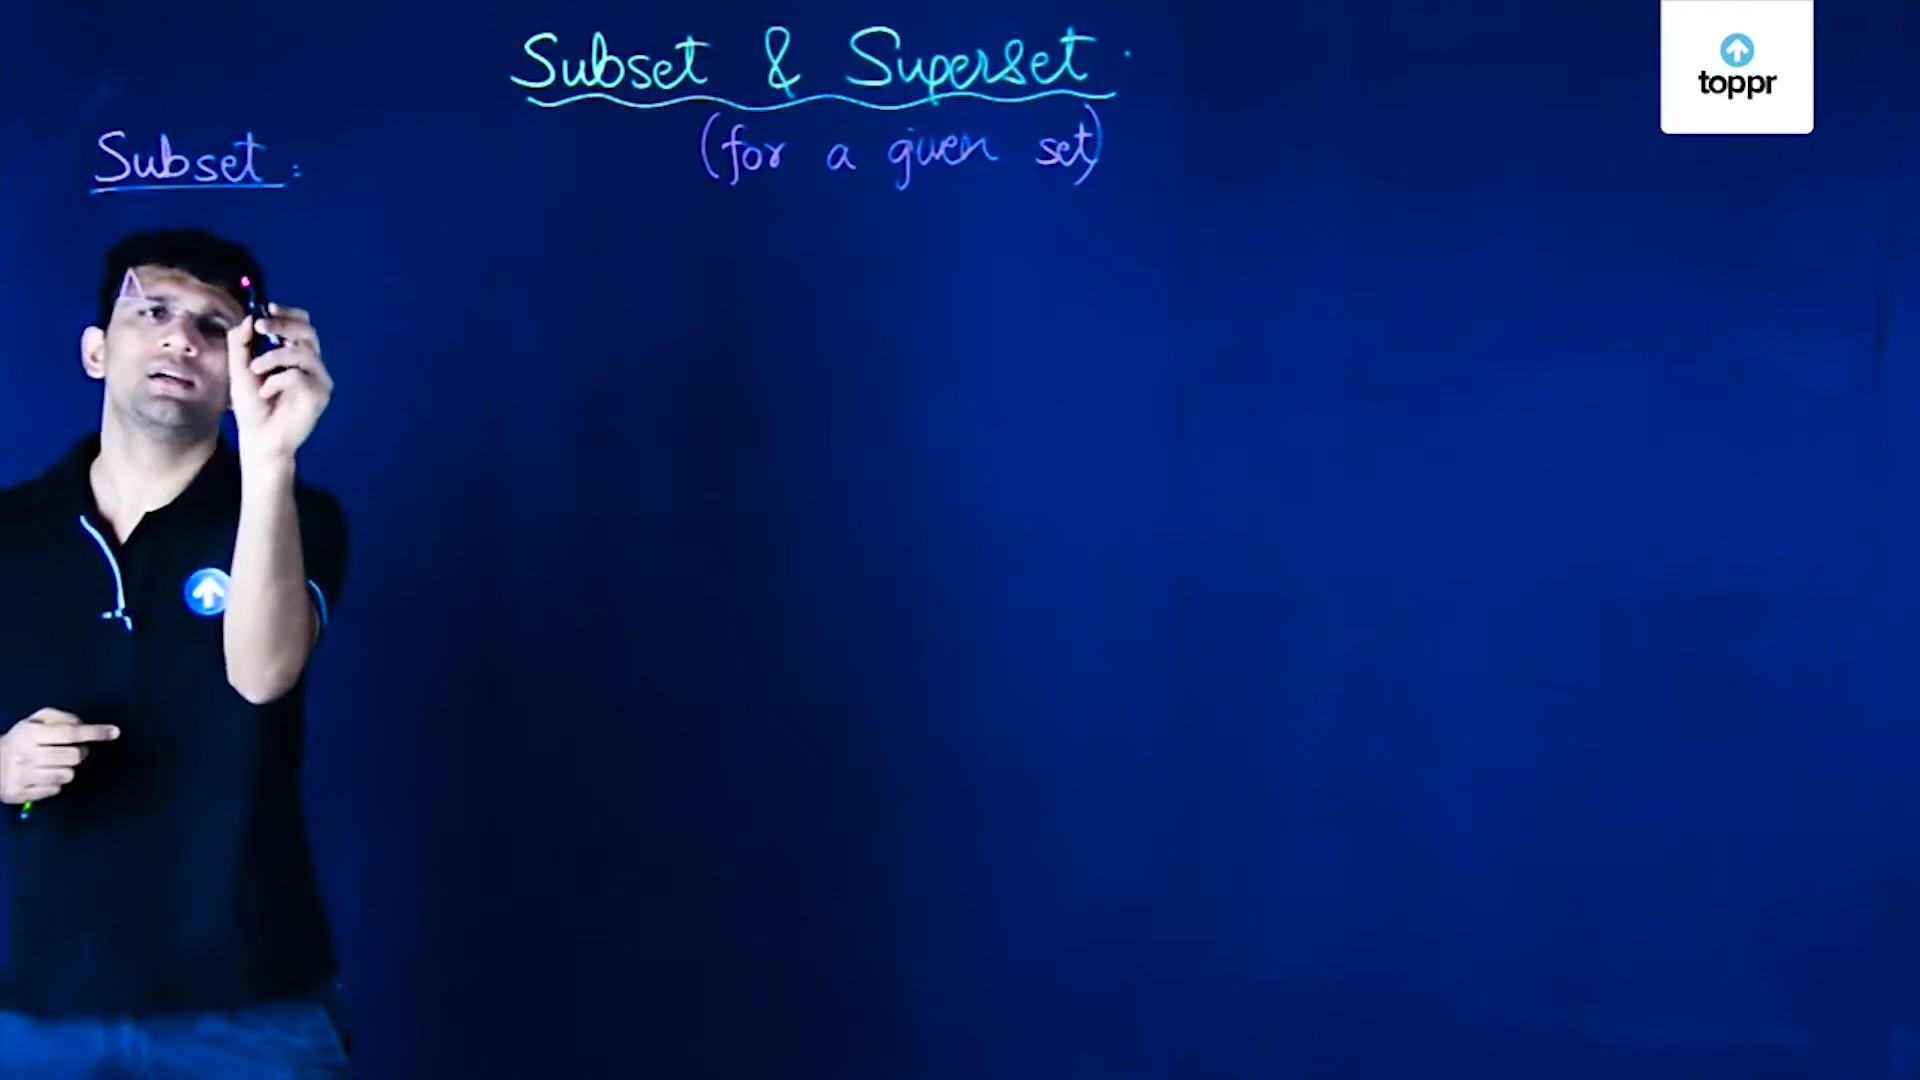 Subset & Superset.
(for a given set)
Subset:
A
toppr